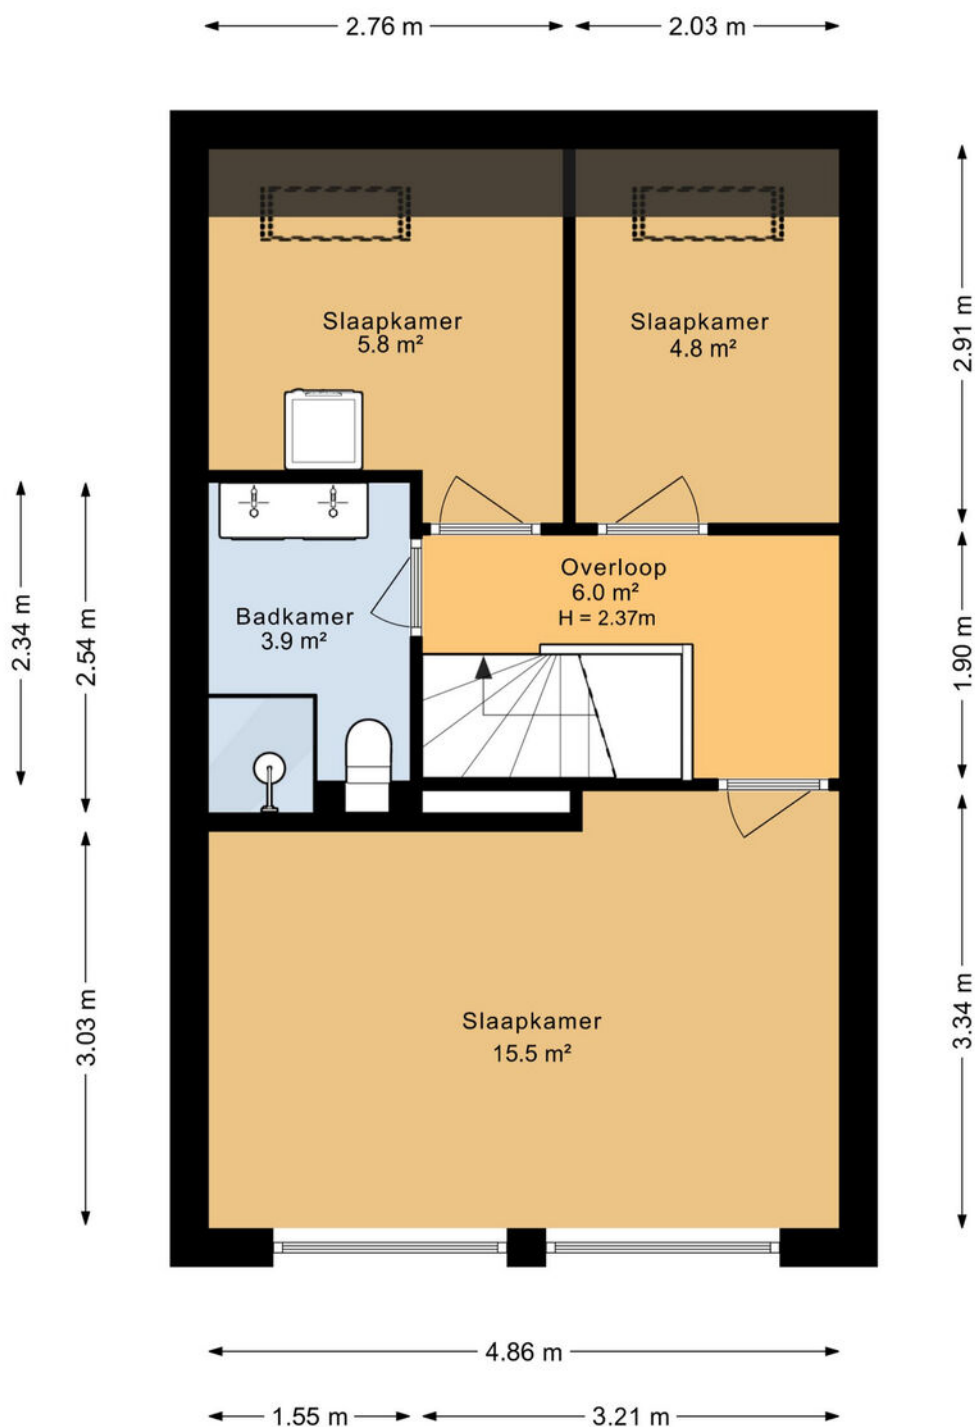 2.76 m
2.03 m
Slaapkamer
5.8 m²
Slaapkamer
4.8 m²
2.91 m
Overloop
6.0 m²
H = 2.37m
Badkamer
3.9 m²
2.34 m
2.54 m
1.90 m
Slaapkamer
15.5 m²
3.03 m
3.34 m
4.86 m
1.55 m
3.21 m